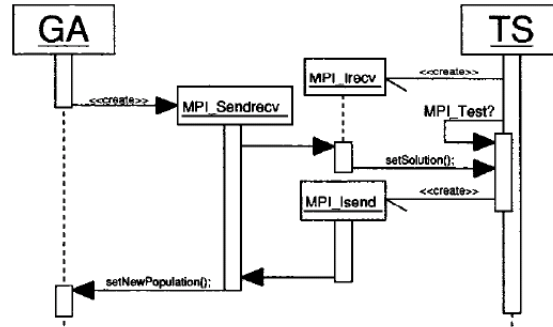 GA
TS
MPI_Irecv
<<create>>
<<create>>
MPI_Sendrecv
MPI_Test?
setSolution();
MPI_Isend
<<create>>
setNewPopulation();